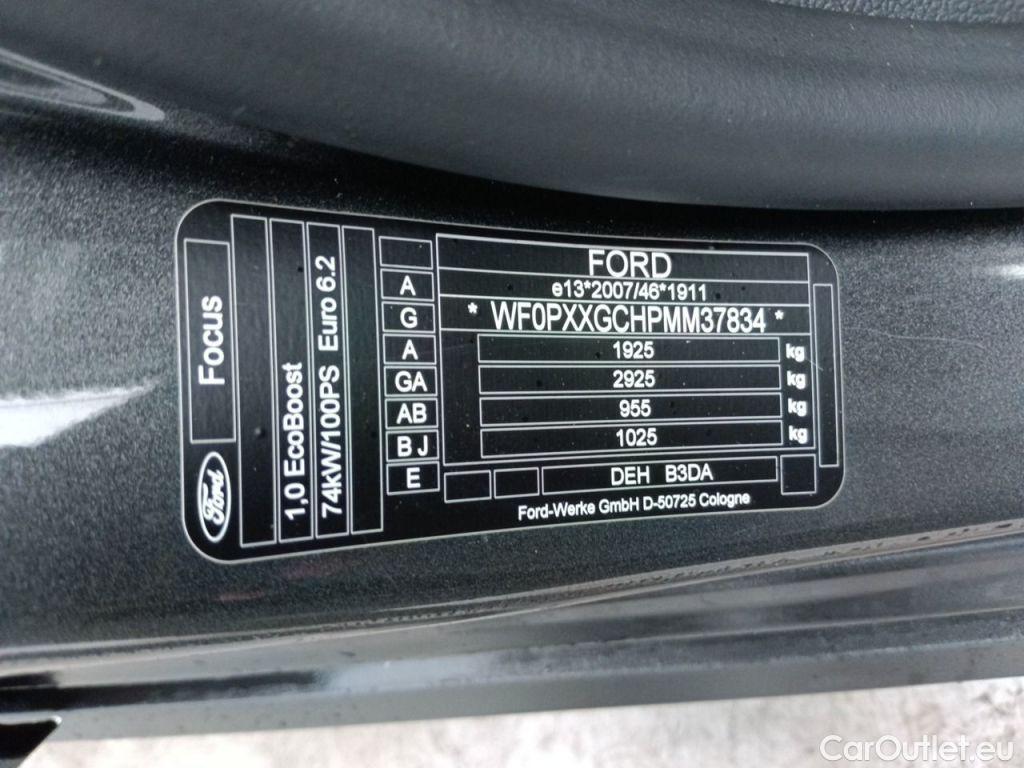 Focus
Ford
1,0 EcoBoost
74kW/100PS Euro 6.2
A
G
A
GA
AB
BJ
E
FORD
e13*2007/46*1911
* WF0PXXGCHPMM37834 *
1925 kg
2925 kg
955 kg
1025 kg
DEH B3DA
Ford-Werke GmbH D-50725 Cologne
CarOutlet.eu